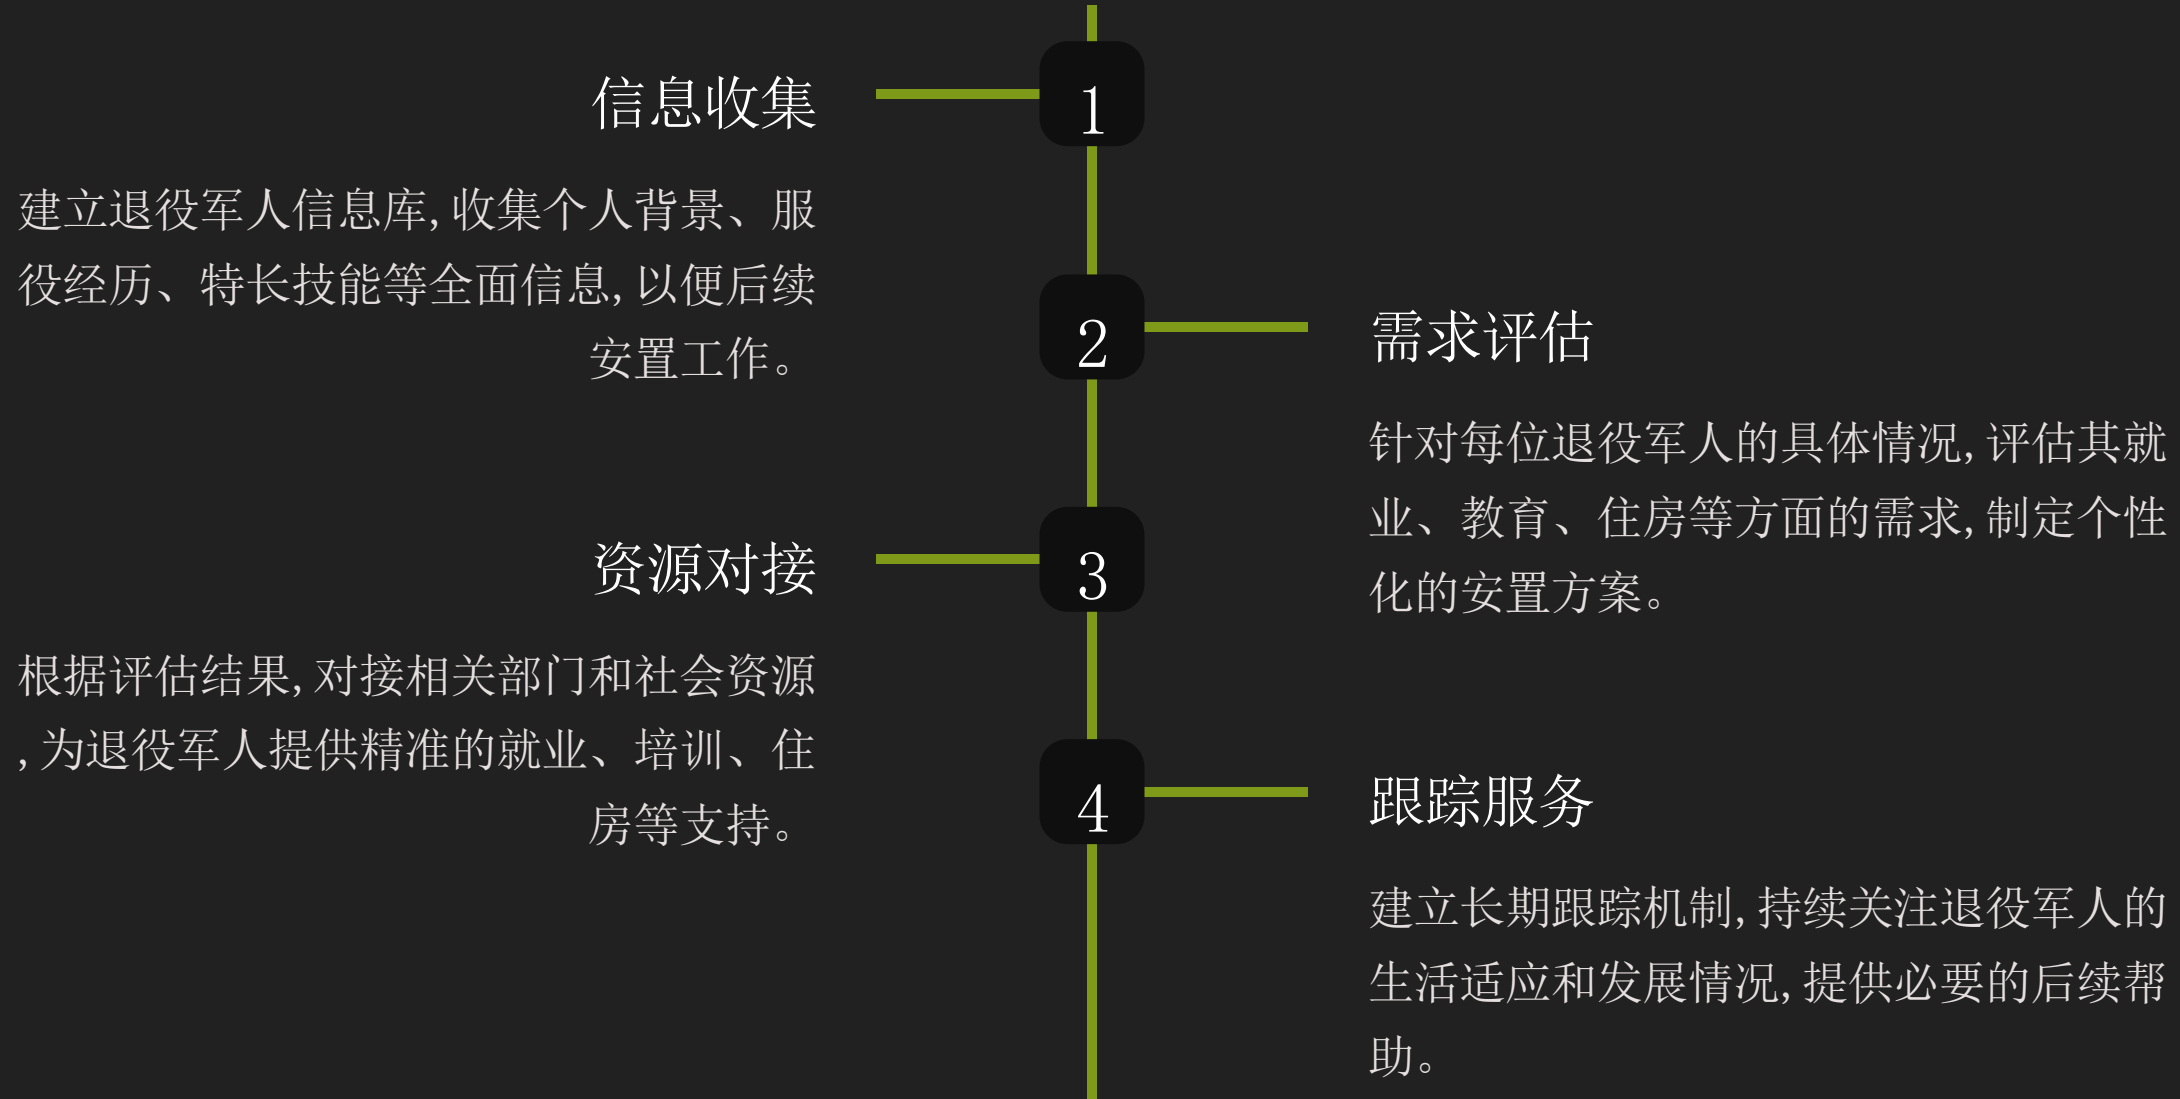 1
信息收集
建立退役军人信息库,收集个人背景、服
役经历、特长技能等全面信息,以便后续
安置工作。
2
需求评估
针对每位退役军人的具体情况,评估其就
业、教育、住房等方面的需求,制定个性
化的安置方案。
3
资源对接
根据评估结果,对接相关部门和社会资源
,为退役军人提供精准的就业、培训、住
房等支持。
4
跟踪服务
建立长期跟踪机制,持续关注退役军人的
生活适应和发展情况,提供必要的后续帮
助。